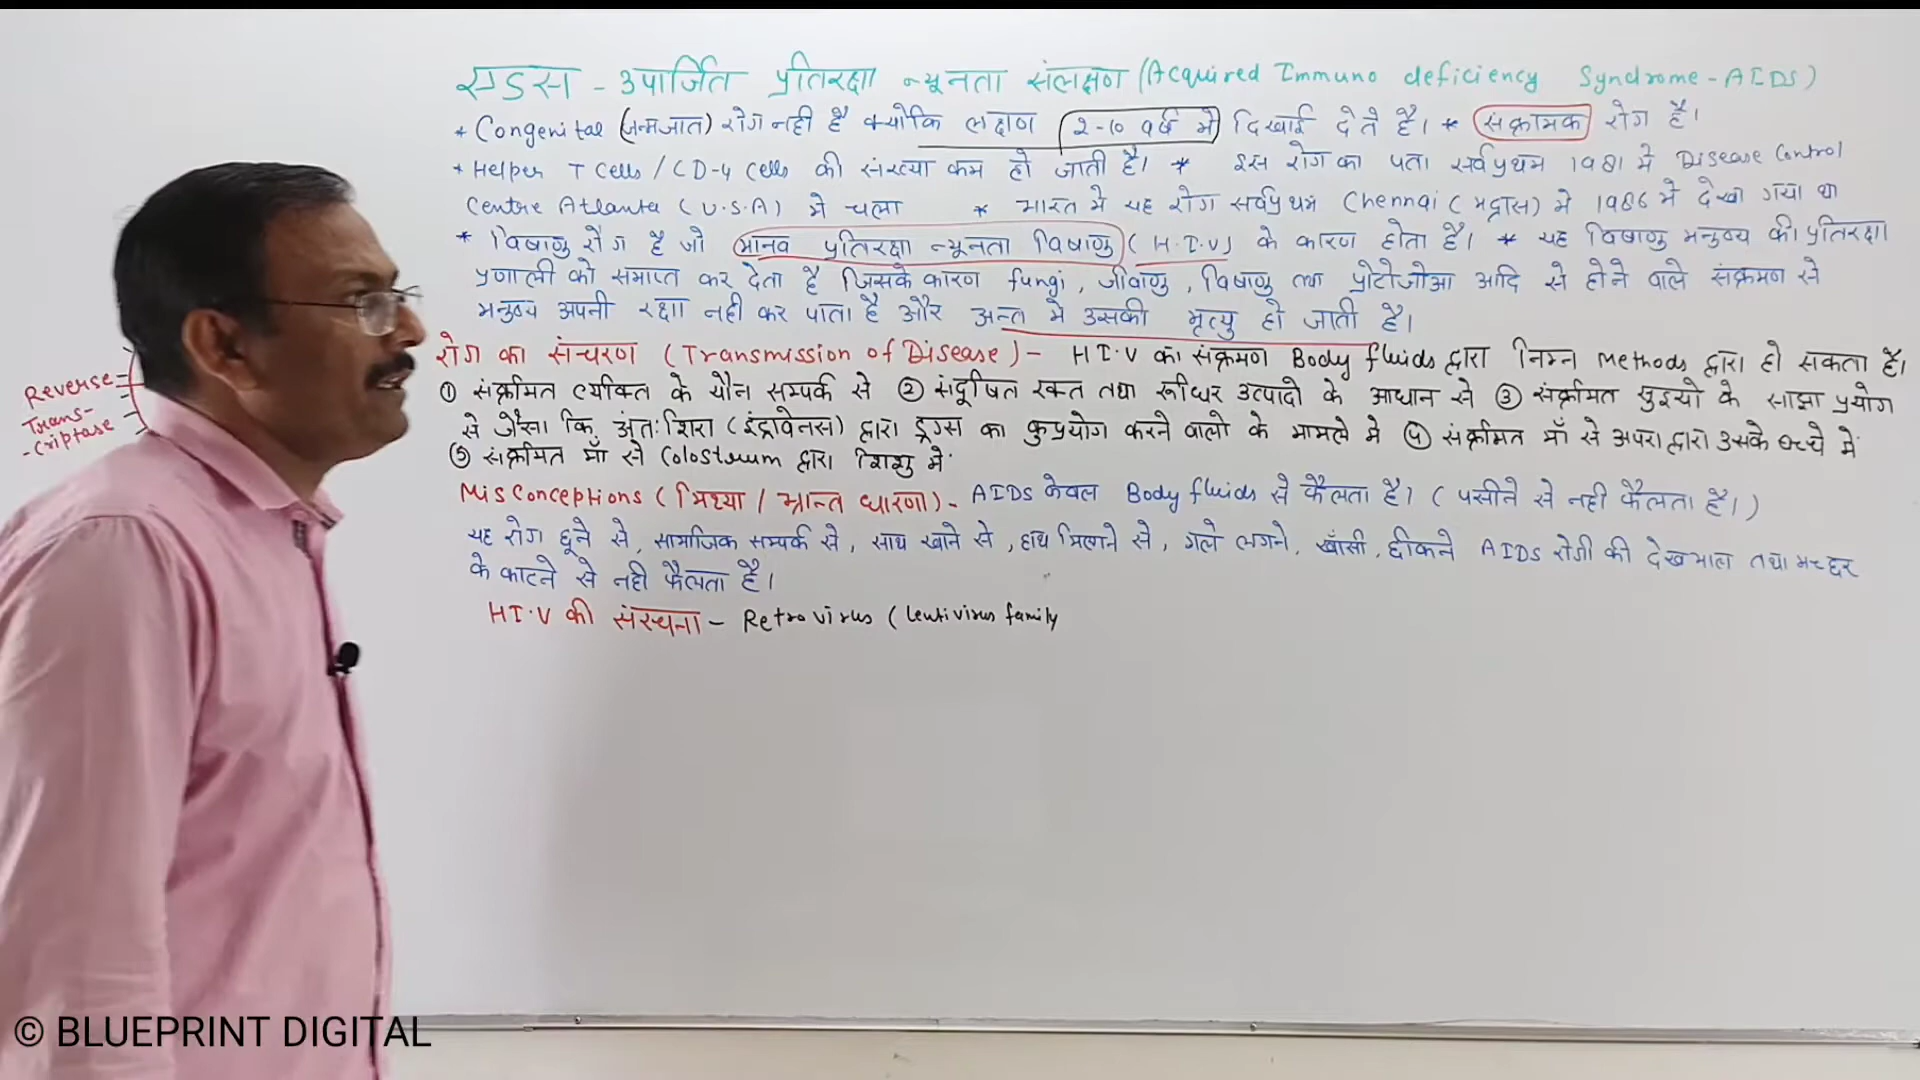 एड्स - उपार्जित प्रतिरक्षा न्यूनता संलक्षण (Acquired Immuno deficiency Syndrome - AIDS)
* Congenital (जन्मजात) रोग नही है क्योकि लक्षण 2-10 वर्ष मे दिखाई देते है। * संक्रामक रोग है।
* Helper T Cells / CD-4 Cells की संख्या कम हो जाती है। * इस रोग का पता सर्वप्रथम 1981 मे Disease Control
Centre Atlanta (U.S.A) मे चला * भारत मे यह रोग सर्वप्रथम Chennai (मद्रास) मे 1986 मे देखा गया था
* विषाणु रोग है जो मानव प्रतिरक्षा न्यूनता विषाणु (H.I.V) के कारण होता है। * यह विषाणु मनुष्य की प्रतिरक्षा
प्रणाली को समाप्त कर देता है जिसके कारण fungi, जीवाणु, विषाणु तथा प्रोटोजोआ आदि से होने वाले संक्रमण से
मनुष्य अपनी रक्षा नही कर पाता है और अन्त मे उसकी मृत्यु हो जाती है।
रोग का संचरण (Transmission of Disease) - HI.V का संक्रमण Body fluids द्वारा निम्न Methods द्वारा हो सकता है।
① संक्रमित व्यक्ति के यौन सम्पर्क से ② संदूषित रक्त तथा रूधिर उत्पादो के आधान से ③ संक्रमित सुइयो के साझा प्रयोग
से जैसा कि अंतःशिरा (इंट्रावेनस) द्वारा ड्रग्स का कुप्रयोग करने वालो के मामले मे ④ संक्रमित माँ से अपरा द्वारा उसके बच्चे में
⑤ संक्रमित माँ से Colostrum द्वारा शिशु में
Misconceptions (मिथ्या / भ्रान्त धारणा) - AIDS केवल Body fluids से फैलता है। (पसीने से नही फैलता है।)
यह रोग छूने से, सामाजिक सम्पर्क से, साथ खाने से, हाथ मिलाने से, गले लगने, खाँसी, छीकने AIDS रोगी की देखभाल तथा मच्छर
के काटने से नही फैलता है।
HI.V की संरचना - Retrovirus (lentivirus family
Reverse
Trans-
-criptase
© BLUEPRINT DIGITAL